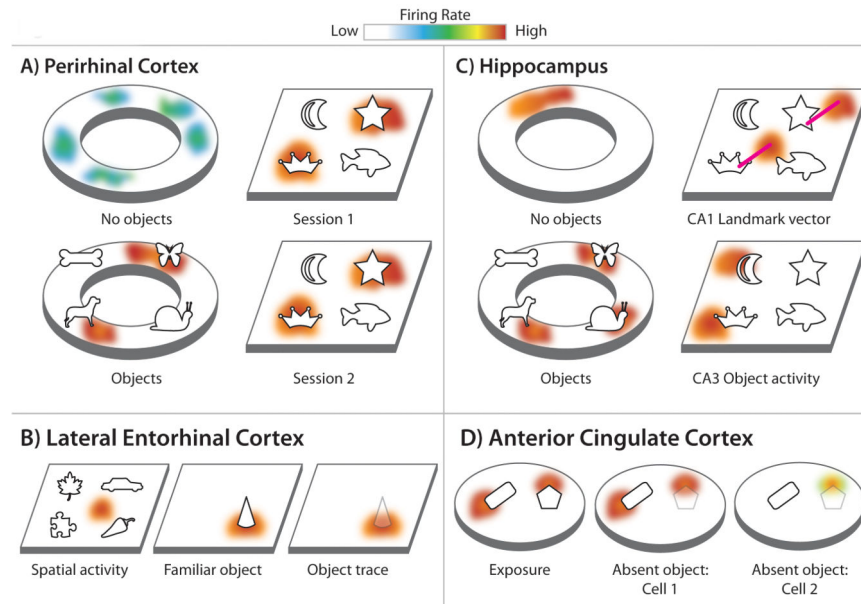 Firing Rate
Low High
A) Perirhinal Cortex
No objects Session 1
Objects Session 2
B) Lateral Entorhinal Cortex
Spatial activity Familiar object Object trace
C) Hippocampus
No objects CA1 Landmark vector
Objects CA3 Object activity
D) Anterior Cingulate Cortex
Exposure Absent object: Absent object:
Cell 1 Cell 2